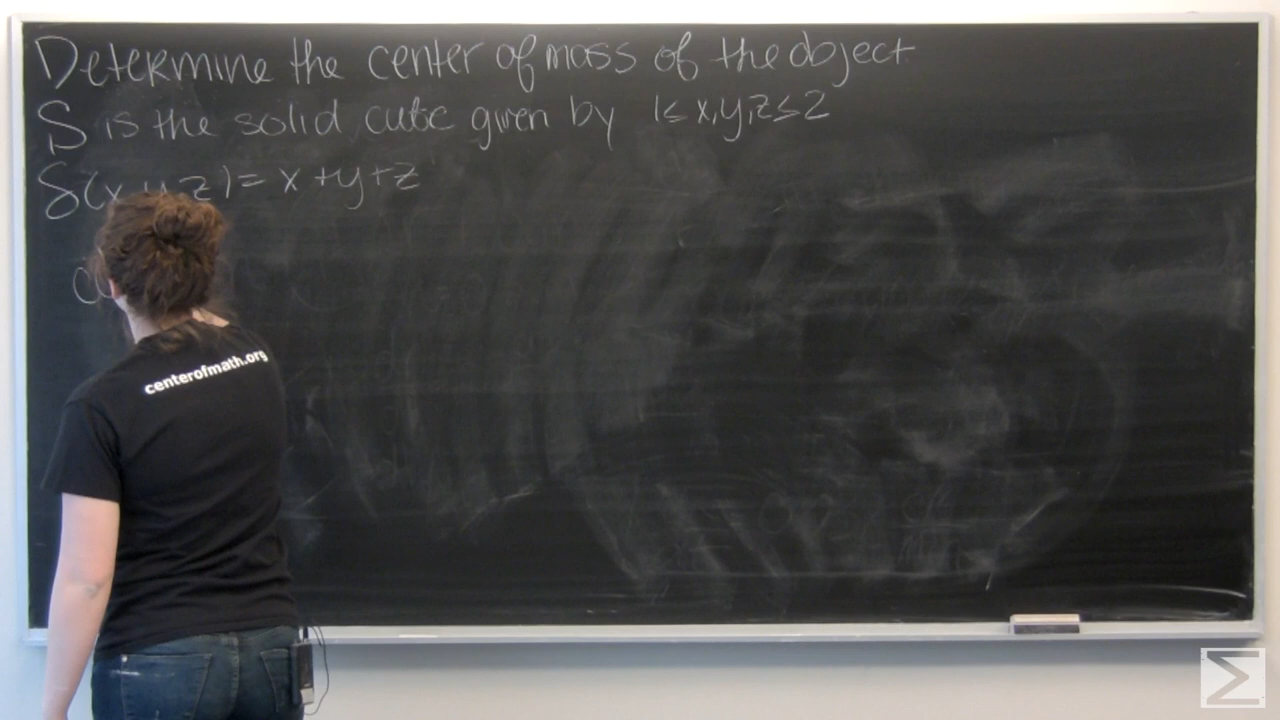 Determine the center of mass of the object
S is the solid cube given by 1≤x,y,z≤2
δ(x,y,z)=x+y+z
centerofmath.org
Σ